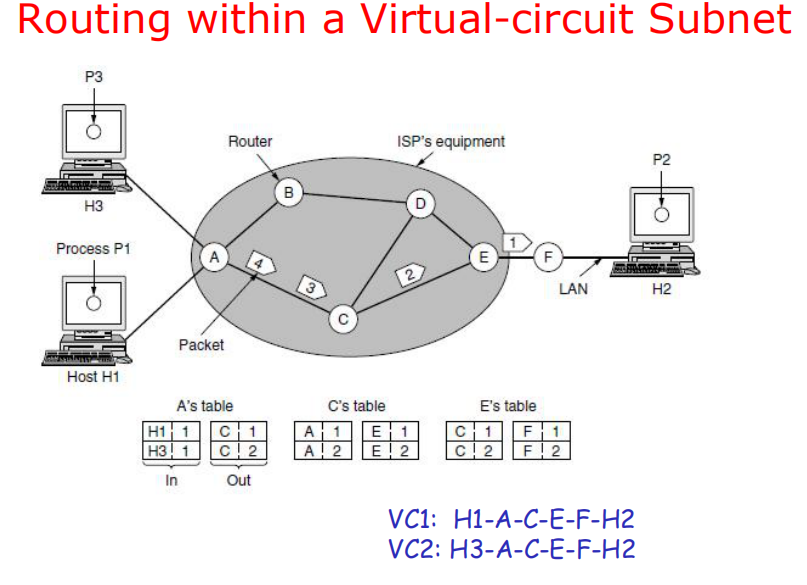 Routing within a Virtual-circuit Subnet
P3
Router
ISP's equipment
P2
B
D
H3
Process P1
A
4
3
2
1
E
F
C
LAN
H2
Packet
Host H1
A's table
C's table
E's table
H1 1 C 1 A 1 E 1 C 1 F 1
H3 1 C 2 A 2 E 2 C 2 F 2
In
Out
VC1: H1-A-C-E-F-H2
VC2: H3-A-C-E-F-H2